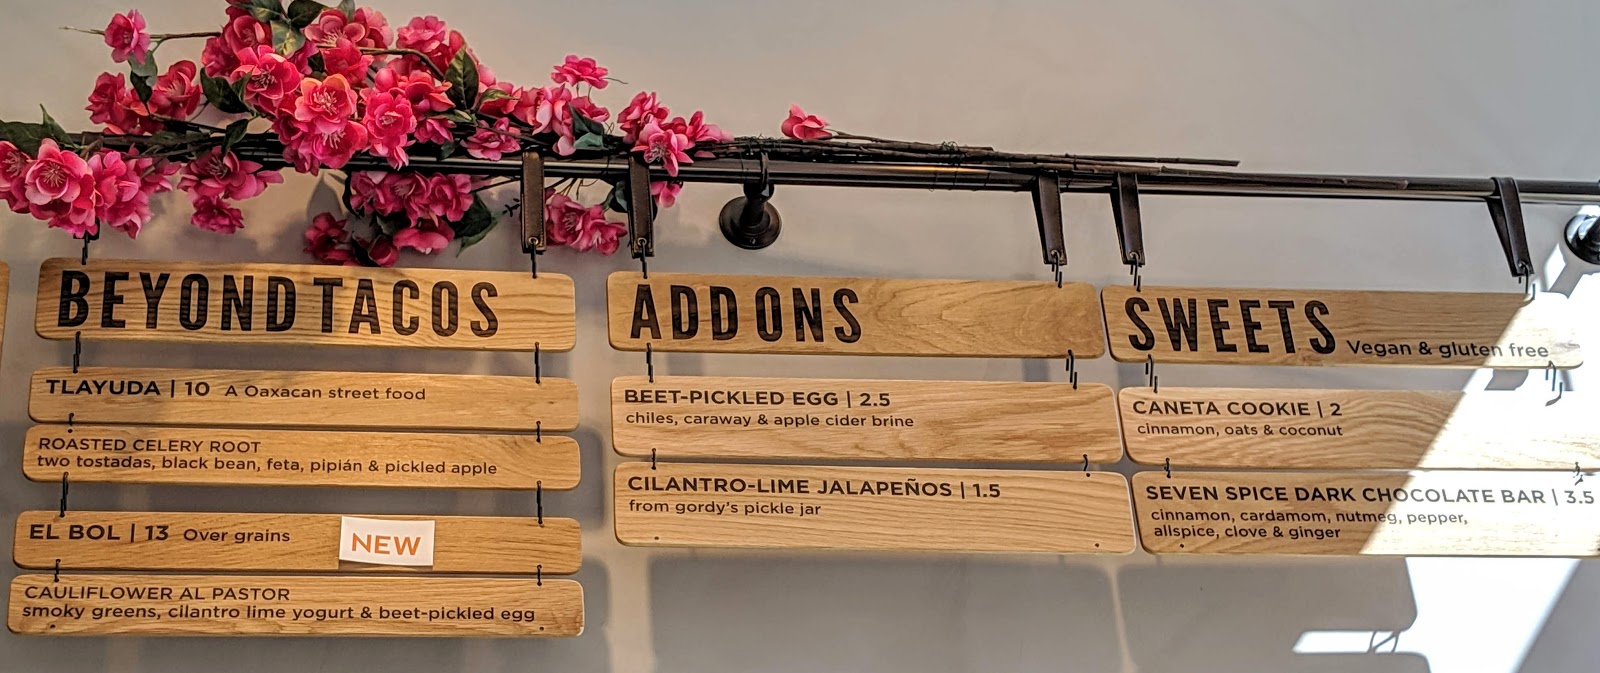 BEYOND TACOS
TLAYUDA | 10 A Oaxacan street food
ROASTED CELERY ROOT
two tostadas, black bean, feta, pipián & pickled apple
EL BOL | 13 Over grains
NEW
CAULIFLOWER AL PASTOR
smoky greens, cilantro lime yogurt & beet-pickled egg
ADD ONS
BEET-PICKLED EGG | 2.5
chiles, caraway & apple cider brine
CILANTRO-LIME JALAPEÑOS | 1.5
from gordy's pickle jar
SWEETS Vegan & gluten free
CANETA COOKIE | 2
cinnamon, oats & coconut
SEVEN SPICE DARK CHOCOLATE BAR | 3.5
cinnamon, cardamom, nutmeg, pepper,
allspice, clove & ginger